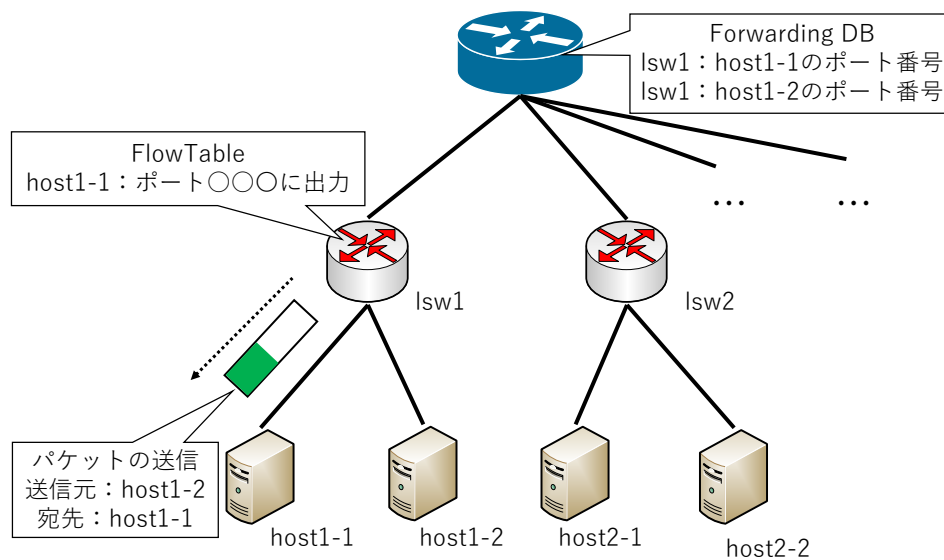 Forwarding DB
lsw1：host1-1のポート番号
lsw1：host1-2のポート番号
FlowTable
host1-1：ポート○○○に出力
…
…
lsw1
lsw2
パケットの送信
送信元：host1-2
宛先：host1-1
host1-1
host1-2
host2-1
host2-2